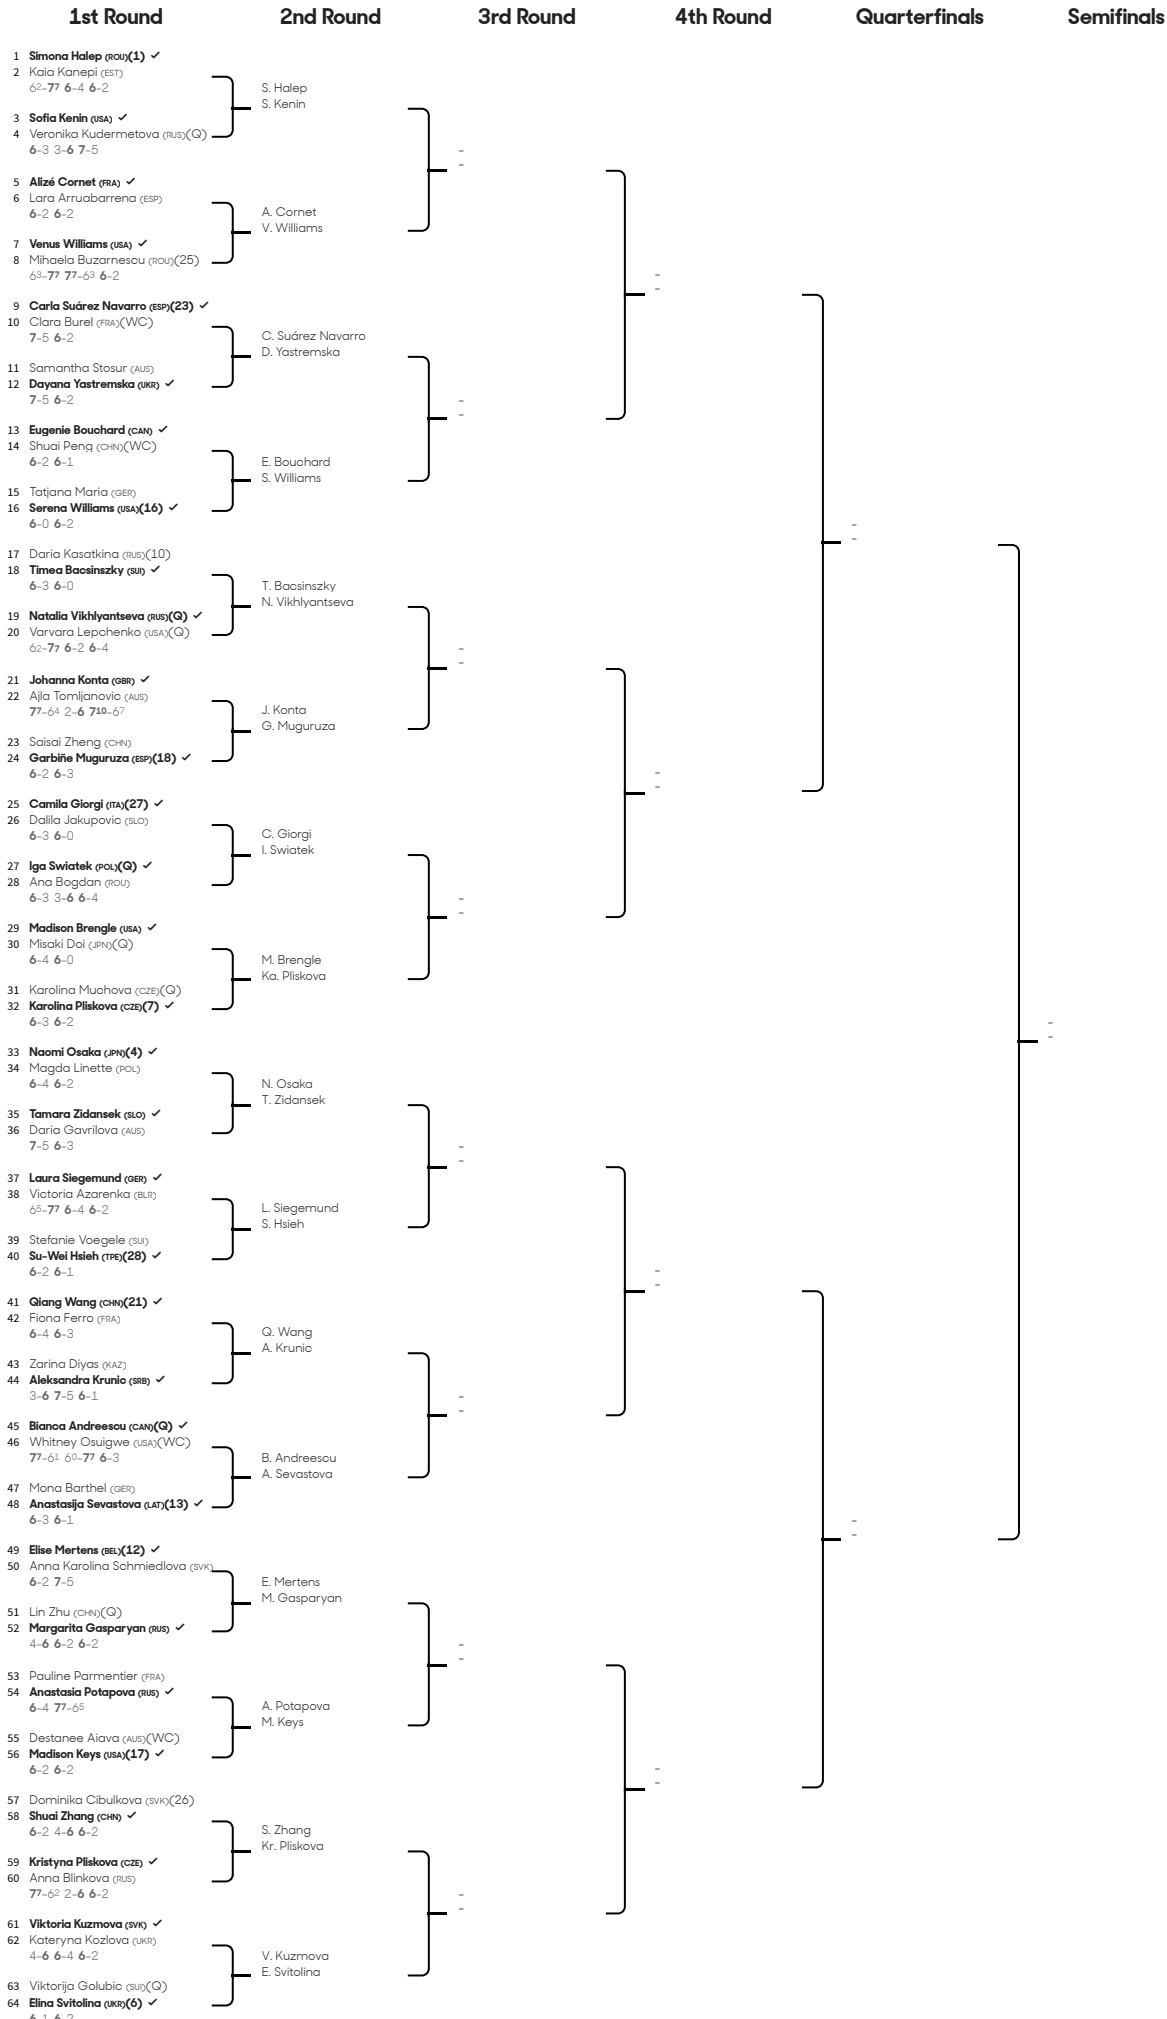 1st Round
2nd Round
3rd Round
4th Round
Quarterfinals
Semifinals
1 Simona Halep (ROU)(1) ✓
2 Kaia Kanepi (EST)
6²-7⁷ 6-4 6-2
S. Halep
S. Kenin
3 Sofia Kenin (USA) ✓
4 Veronika Kudermetova (RUS)(Q)
6-3 3-6 7-5
-
-
5 Alizé Cornet (FRA) ✓
6 Lara Arruabarrena (ESP)
6-2 6-2
A. Cornet
V. Williams
7 Venus Williams (USA) ✓
8 Mihaela Buzarnescu (ROU)(25)
6³-7⁷ 7⁷-6³ 6-2
-
-
9 Carla Suárez Navarro (ESP)(23) ✓
10 Clara Burel (FRA)(WC)
7-5 6-2
C. Suárez Navarro
D. Yastremska
11 Samantha Stosur (AUS)
12 Dayana Yastremska (UKR) ✓
7-5 6-2
-
-
13 Eugenie Bouchard (CAN) ✓
14 Shuai Peng (CHN)(WC)
6-2 6-1
E. Bouchard
S. Williams
15 Tatjana Maria (GER)
16 Serena Williams (USA)(16) ✓
6-0 6-2
-
-
17 Daria Kasatkina (RUS)(10)
18 Timea Bacsinszky (SUI) ✓
6-3 6-0
T. Bacsinszky
N. Vikhlyantseva
19 Natalia Vikhlyantseva (RUS)(Q) ✓
20 Varvara Lepchenko (USA)(Q)
6²-7⁷ 6-2 6-4
-
-
21 Johanna Konta (GBR) ✓
22 Ajla Tomljanovic (AUS)
7⁷-6⁴ 2-6 7¹⁰-6⁷
J. Konta
G. Muguruza
23 Saisai Zheng (CHN)
24 Garbiñe Muguruza (ESP)(18) ✓
6-2 6-3
-
-
25 Camila Giorgi (ITA)(27) ✓
26 Dalila Jakupovic (SLO)
6-3 6-0
C. Giorgi
I. Swiatek
27 Iga Swiatek (POL)(Q) ✓
28 Ana Bogdan (ROU)
6-3 3-6 6-4
-
-
29 Madison Brengle (USA) ✓
30 Misaki Doi (JPN)(Q)
6-4 6-0
M. Brengle
Ka. Pliskova
31 Karolina Muchova (CZE)(Q)
32 Karolina Pliskova (CZE)(7) ✓
6-3 6-2
-
-
33 Naomi Osaka (JPN)(4) ✓
34 Magda Linette (POL)
6-4 6-2
N. Osaka
T. Zidansek
35 Tamara Zidansek (SLO) ✓
36 Daria Gavrilova (AUS)
7-5 6-3
-
-
37 Laura Siegemund (GER) ✓
38 Victoria Azarenka (BLR)
6⁵-7⁷ 6-4 6-2
L. Siegemund
S. Hsieh
39 Stefanie Voegele (SUI)
40 Su-Wei Hsieh (TPE)(28) ✓
6-2 6-1
-
-
41 Qiang Wang (CHN)(21) ✓
42 Fiona Ferro (FRA)
6-4 6-3
Q. Wang
A. Krunic
43 Zarina Diyas (KAZ)
44 Aleksandra Krunic (SRB) ✓
3-6 7-5 6-1
-
-
45 Bianca Andreescu (CAN)(Q) ✓
46 Whitney Osuigwe (USA)(WC)
7⁷-6¹ 6⁰-7⁷ 6-3
B. Andreescu
A. Sevastova
47 Mona Barthel (GER)
48 Anastasija Sevastova (LAT)(13) ✓
6-3 6-1
-
-
49 Elise Mertens (BEL)(12) ✓
50 Anna Karolina Schmiedlova (SVK)
6-2 7-5
E. Mertens
M. Gasparyan
51 Lin Zhu (CHN)(Q)
52 Margarita Gasparyan (RUS) ✓
4-6 6-2 6-2
-
-
53 Pauline Parmentier (FRA)
54 Anastasia Potapova (RUS) ✓
6-4 7⁷-6⁵
A. Potapova
M. Keys
55 Destanee Aiava (AUS)(WC)
56 Madison Keys (USA)(17) ✓
6-2 6-2
-
-
57 Dominika Cibulkova (SVK)(26)
58 Shuai Zhang (CHN) ✓
6-2 4-6 6-2
S. Zhang
Kr. Pliskova
59 Kristyna Pliskova (CZE) ✓
60 Anna Blinkova (RUS)
7⁷-6² 2-6 6-2
-
-
61 Viktoria Kuzmova (SVK) ✓
62 Kateryna Kozlova (UKR)
4-6 6-4 6-2
V. Kuzmova
E. Svitolina
63 Viktorija Golubic (SUI)(Q)
64 Elina Svitolina (UKR)(6) ✓